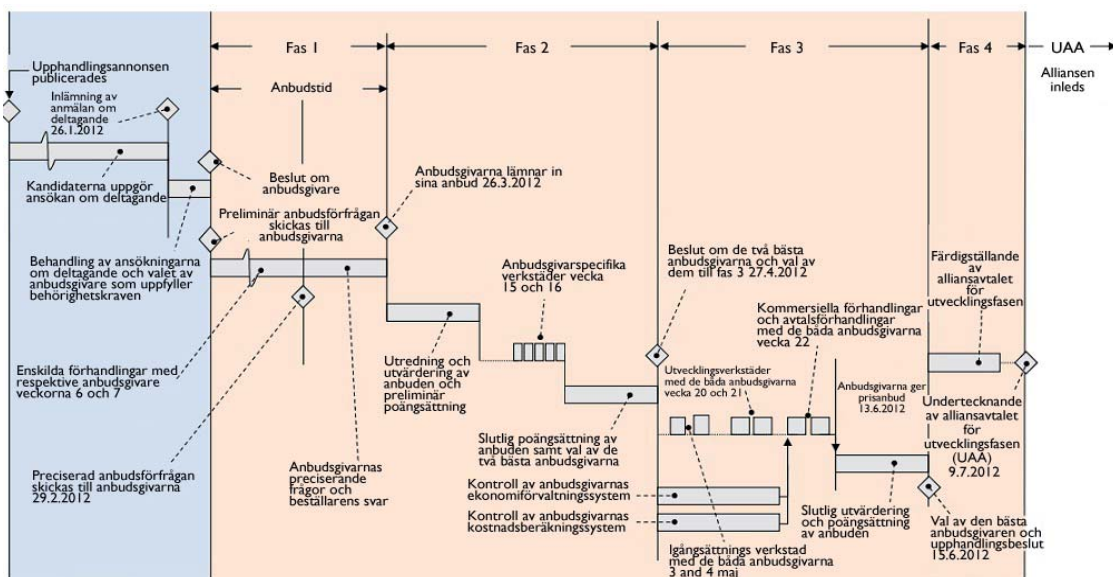 Fas 1
Fas 2
Fas 3
Fas 4
UAA
Alliansen
inleds
Anbudstid
Upphandlingsannonsen
publicerades
Inlämning av
anmälan om
deltagande
26.1.2012
Kandidaterna uppgör
ansökan om deltagande
Behandling av ansökningarna
om deltagande och valet av
anbudsgivare som uppfyller
behörighetskraven
Beslut om
anbudsgivare
Preliminär anbudsförfrågan
skickas till
anbudsgivarna
Enskilda förhandlingar med
respektive anbudsgivare
veckorna 6 och 7
Preciserad anbudsförfrågan
skickas till anbudsgivarna
29.2.2012
Anbudsgivarnas
preciserande
frågor och
beställarens svar
Anbudsgivarna lämnar in
sina anbud 26.3.2012
Utredning och
utvärdering av
anbuden och
preliminär
poängsättning
Anbudsgivarspecifika
verkstäder vecka
15 och 16
Slutlig poängsättning av
anbuden samt val av de
två bästa anbudsgivarna
Beslut om de två bästa
anbudsgivarna och val av
dem till fas 3 27.4.2012
Kontroll av anbudsgivarnas
ekonomiförvaltningssystem
Kontroll av anbudsgivarnas
kostnadsberäkningssystem
Igångsättnings verkstad
med de båda anbudsgivarna
3 and 4 maj
Utvecklingsverkstäder
med de båda anbudsgivarna
vecka 20 och 21
Kommersiella förhandlingar
och avtalsförhandlingar
med de båda anbudsgivarna
vecka 22
Anbudsgivarna ger
prisanbud
13.6.2012
Slutlig utvärdering
och poängsättning
av anbuden
Val av den bästa
anbudsgivaren och
upphandlingsbeslut
15.6.2012
Färdigställande
av
alliansavtalet
för
utvecklingsfasen
Undertecknande
av alliansavtalet
för
utvecklingsfasen
(UAA)
9.7.2012